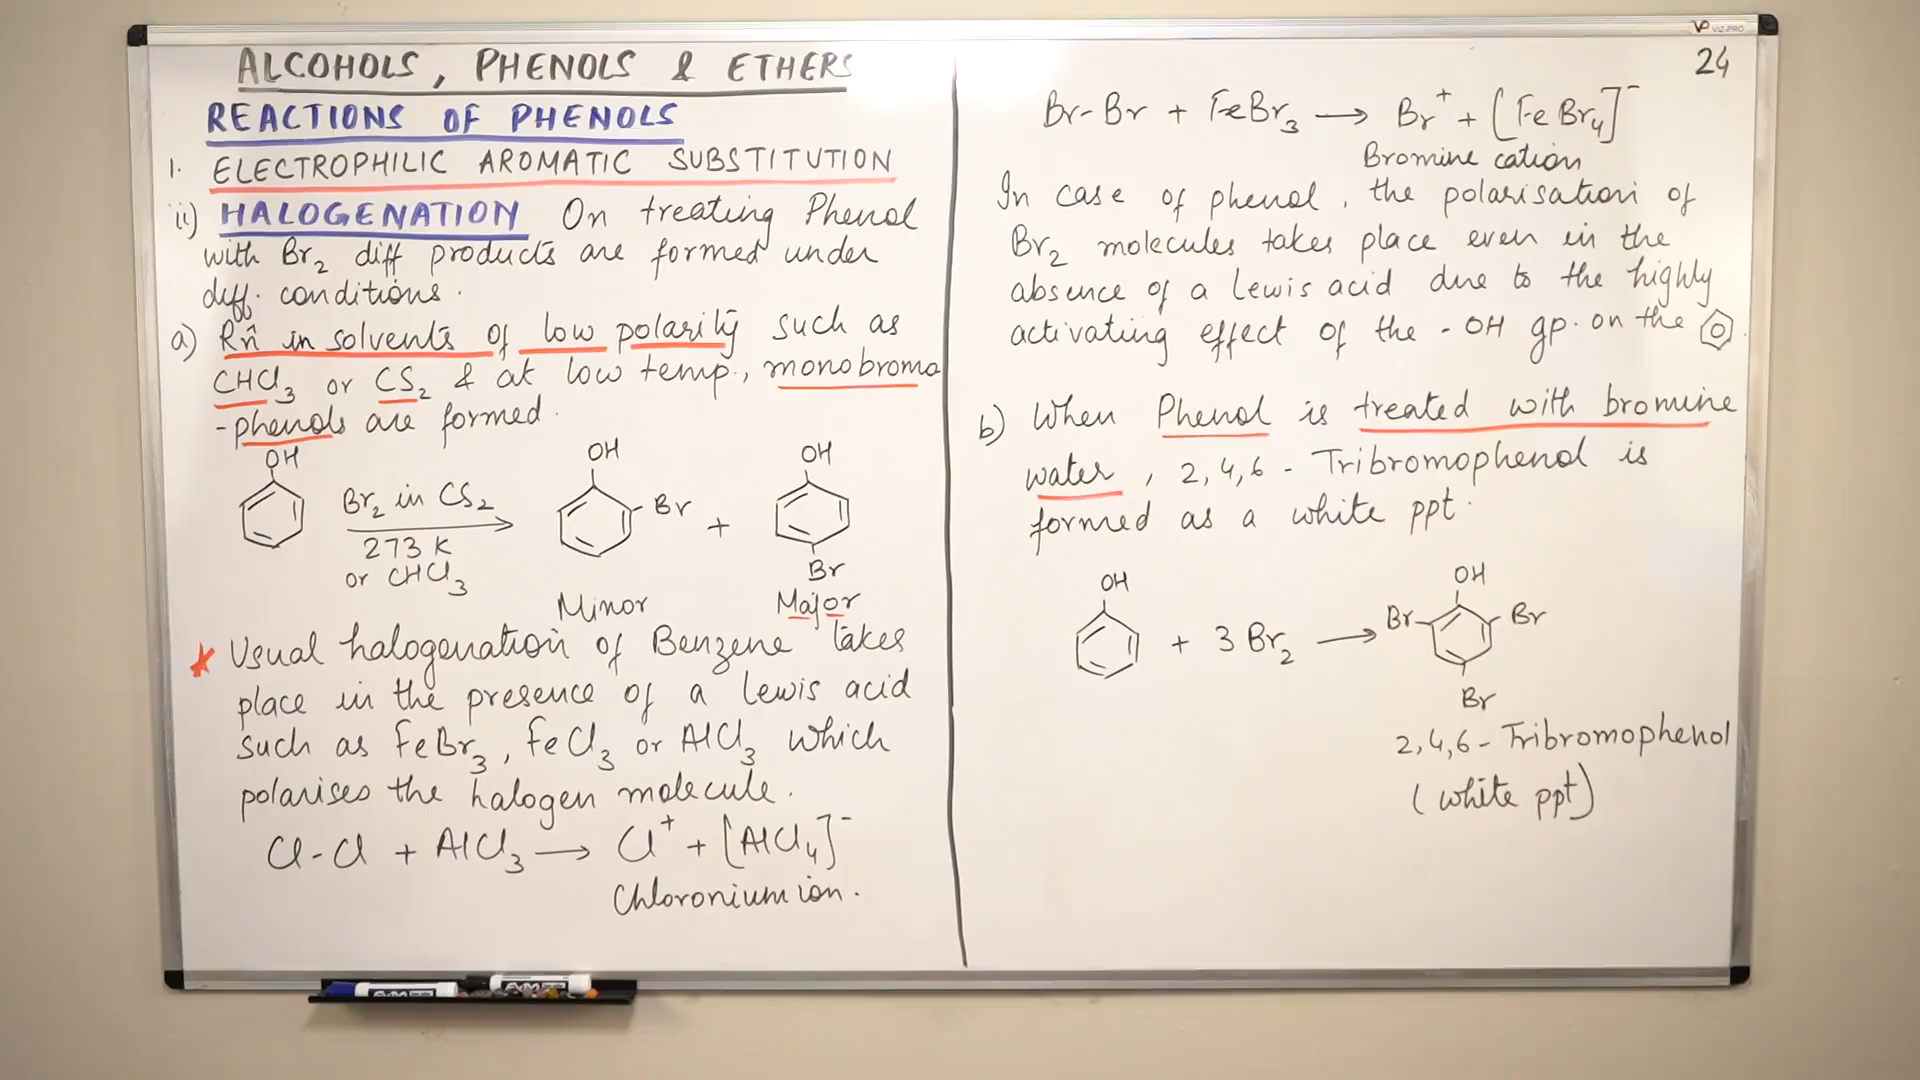 ALCOHOLS, PHENOLS & ETHERS
REACTIONS OF PHENOLS
1. ELECTROPHILIC AROMATIC SUBSTITUTION
ii) HALOGENATION On treating Phenol
with Br2 diff products are formed under
diff. conditions.
a) Rn̂ in solvents of low polarity such as
CHCl3 or CS2 & at low temp., monobromo
-phenols are formed.
OH
Br2 in CS2
273 K
or CHCl3
OH
Br
+
OH
Br
Minor
Major
* Usual halogenation of Benzene takes
place in the presence of a Lewis acid
such as FeBr3, FeCl3 or AlCl3 which
polarises the halogen molecule.
Cl-Cl + AlCl3 → Cl+ + [AlCl4]-
Chloronium ion.
VIZ-PRO
24
Br-Br + FeBr3 → Br+ + [FeBr4]-
Bromine cation
In case of phenol, the polarisation of
Br2 molecules takes place even in the
absence of a Lewis acid due to the highly
activating effect of the -OH gp. on the
b) When Phenol is treated with bromine
water, 2,4,6 - Tribromophenol is
formed as a white ppt.
OH
+ 3 Br2 →
OH
Br
Br
Br
2,4,6 - Tribromophenol
(white ppt)